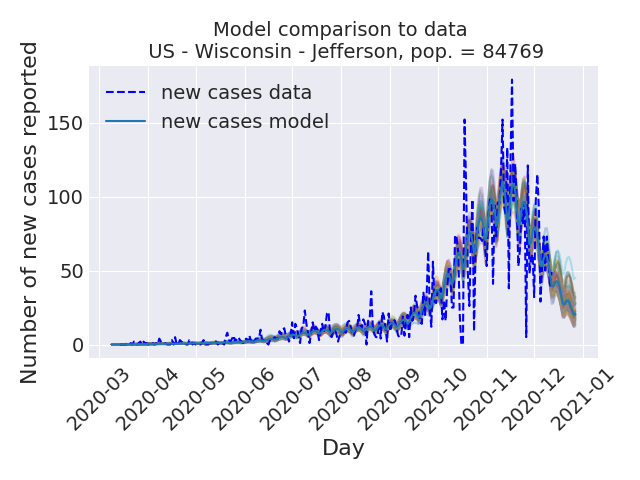 Model comparison to data
US - Wisconsin - Jefferson, pop. = 84769
Number of new cases reported
new cases data
new cases model
150
100
50
0
2020-03
2020-04
2020-05
2020-06
2020-07
2020-08
2020-09
2020-10
2020-11
2020-12
2021-01
Day